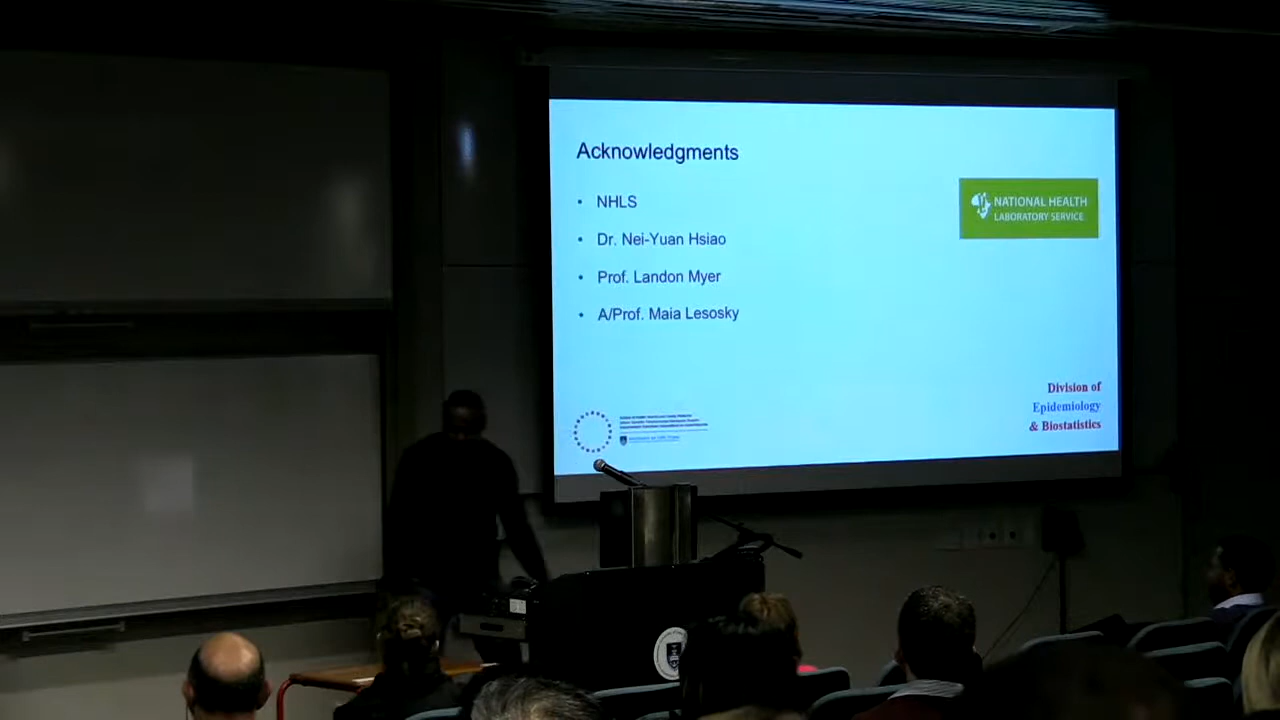 Acknowledgments
• NHLS
• Dr. Nei-Yuan Hsiao
• Prof. Landon Myer
• A/Prof. Maia Lesosky
NATIONAL HEALTH
LABORATORY SERVICE
Division of
Epidemiology
& Biostatistics